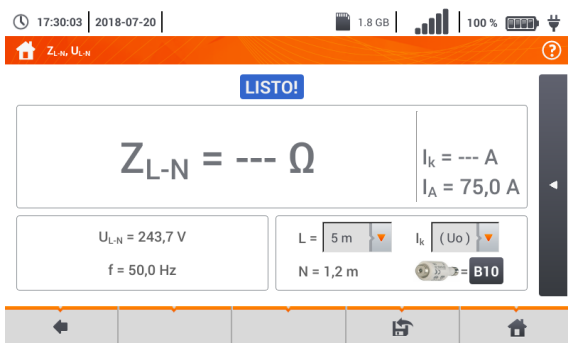 17:30:03 2018-07-20 1.8 GB 100 %
ZL-N, UL-N ?
LISTO!
ZL-N = --- Ω
Ik = --- A
IA = 75,0 A
UL-N = 243,7 V
f = 50,0 Hz
L = 5 m Ik (Uo)
N = 1,2 m = B10